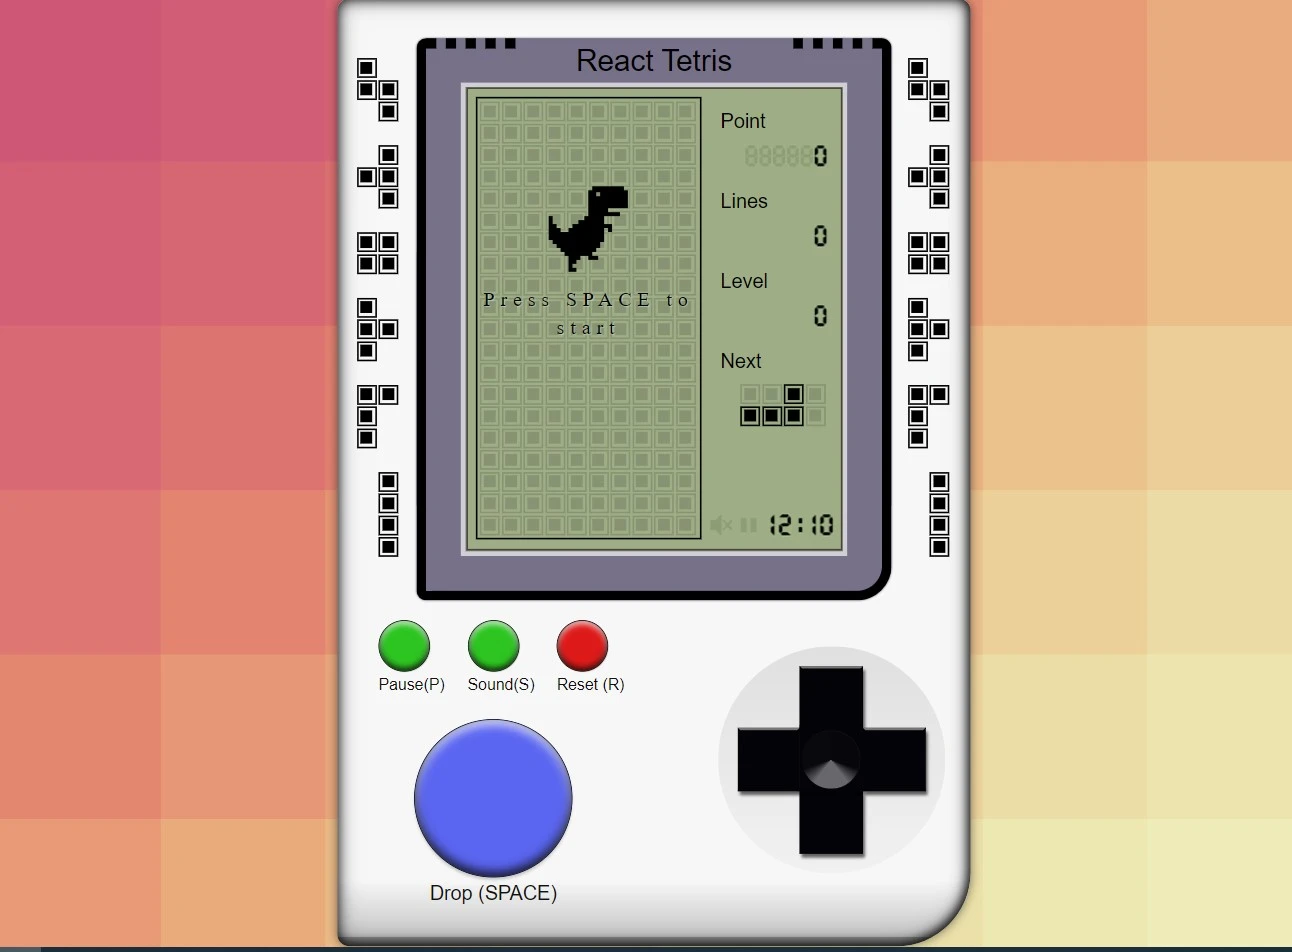 React Tetris
Point
0
Lines
0
Level
0
Next
Press SPACE to
start
12:10
Pause(P)
Sound(S)
Reset (R)
Drop (SPACE)